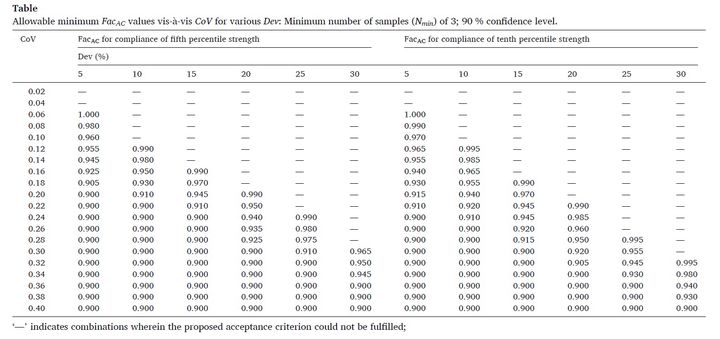 Table
Allowable minimum FacAC values vis-à-vis CoV for various Dev: Minimum number of samples (Nmin) of 3; 90 % confidence level.
CoV FacAC for compliance of fifth percentile strength FacAC for compliance of tenth percentile strength
Dev (%)
5 10 15 20 25 30 5 10 15 20 25 30
0.02 — — — — — — — — — — — —
0.04 — — — — — — — — — — — —
0.06 1.000 — — — — — 1.000 — — — — —
0.08 0.980 — — — — — 0.990 — — — — —
0.10 0.960 — — — — — 0.970 — — — — —
0.12 0.955 0.990 — — — — 0.965 0.995 — — — —
0.14 0.945 0.980 — — — — 0.955 0.985 — — — —
0.16 0.925 0.950 0.990 — — — 0.940 0.965 — — — —
0.18 0.905 0.930 0.970 — — — 0.930 0.955 0.990 — — —
0.20 0.900 0.910 0.945 0.990 — — 0.915 0.940 0.970 — — —
0.22 0.900 0.900 0.910 0.950 — — 0.910 0.920 0.945 0.990 — —
0.24 0.900 0.900 0.900 0.940 0.990 — 0.900 0.910 0.945 0.985 — —
0.26 0.900 0.900 0.900 0.935 0.980 — 0.900 0.900 0.920 0.960 — —
0.28 0.900 0.900 0.900 0.925 0.975 — 0.900 0.900 0.915 0.950 0.995 —
0.30 0.900 0.900 0.900 0.900 0.910 0.965 0.900 0.900 0.900 0.920 0.955 —
0.32 0.900 0.900 0.900 0.900 0.900 0.950 0.900 0.900 0.900 0.905 0.945 0.995
0.34 0.900 0.900 0.900 0.900 0.900 0.945 0.900 0.900 0.900 0.900 0.930 0.980
0.36 0.900 0.900 0.900 0.900 0.900 0.900 0.900 0.900 0.900 0.900 0.900 0.940
0.38 0.900 0.900 0.900 0.900 0.900 0.900 0.900 0.900 0.900 0.900 0.900 0.930
0.40 0.900 0.900 0.900 0.900 0.900 0.900 0.900 0.900 0.900 0.900 0.900 0.900
‘—’ indicates combinations wherein the proposed acceptance criterion could not be fulfilled;